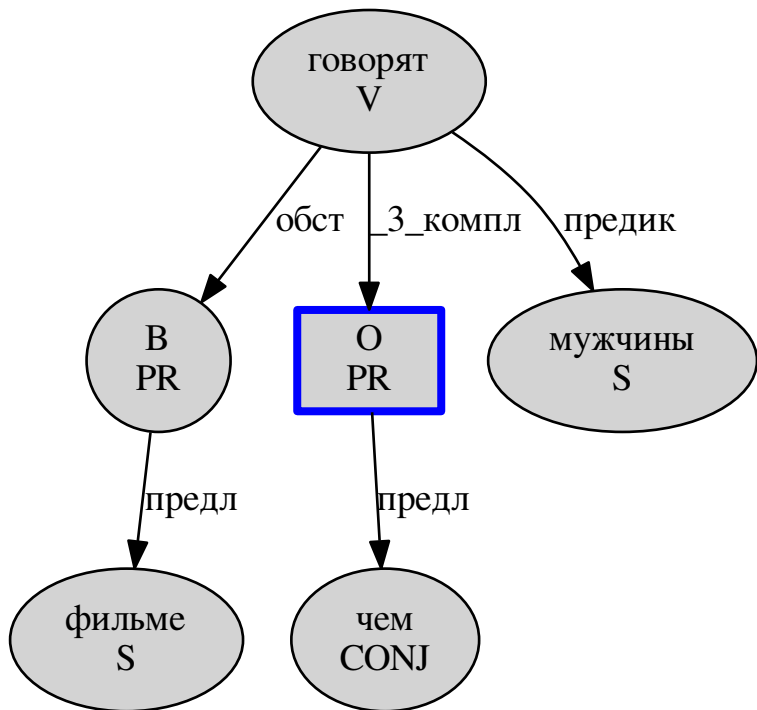 говорят
V
обст
_3_компл
предик
В
PR
О
PR
мужчины
S
предл
предл
фильме
S
чем
CONJ